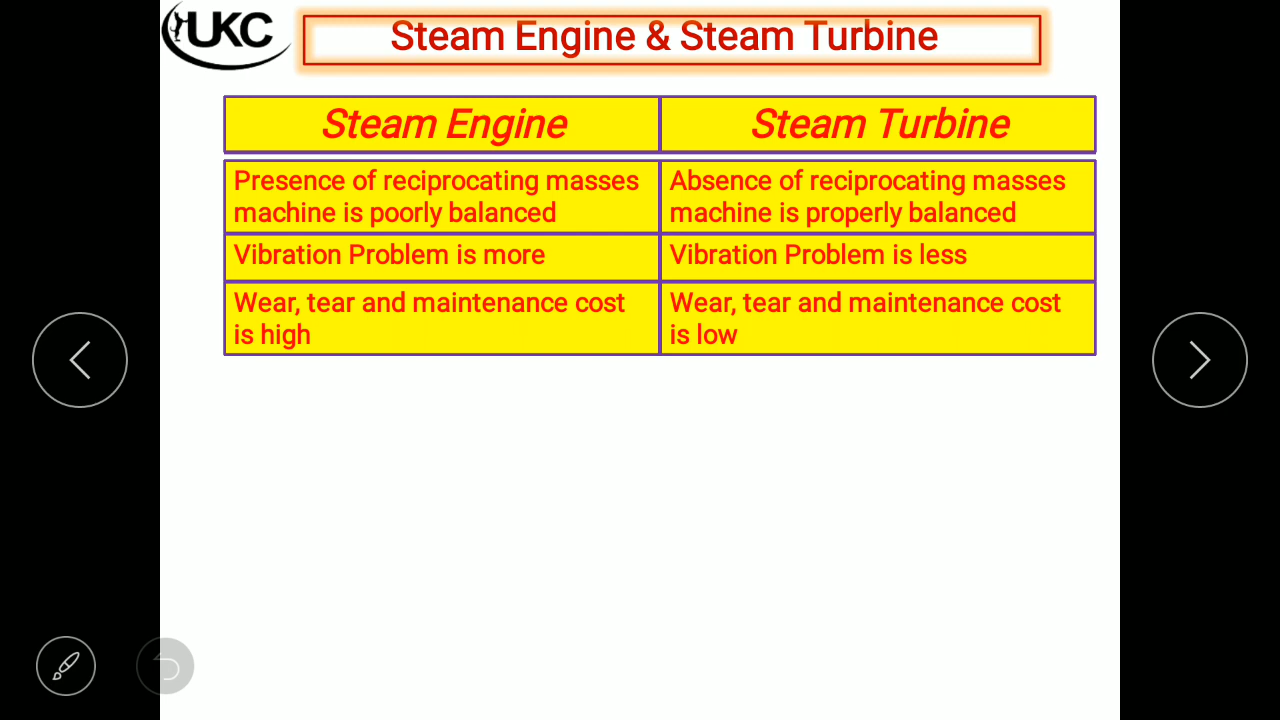 UKC
Steam Engine & Steam Turbine
Steam Engine
Steam Turbine
Presence of reciprocating masses
machine is poorly balanced
Absence of reciprocating masses
machine is properly balanced
Vibration Problem is more
Vibration Problem is less
Wear, tear and maintenance cost
is high
Wear, tear and maintenance cost
is low